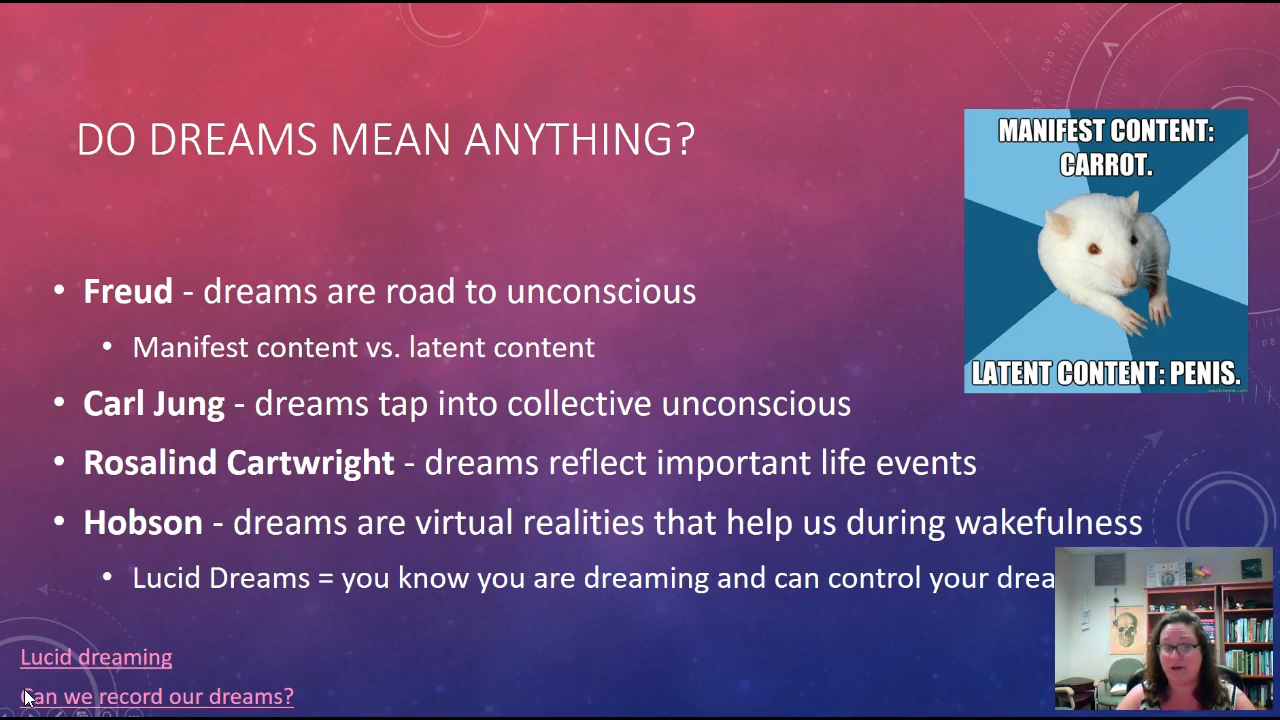 DO DREAMS MEAN ANYTHING?
MANIFEST CONTENT:
CARROT.
LATENT CONTENT: PENIS.
• Freud - dreams are road to unconscious
• Manifest content vs. latent content
• Carl Jung - dreams tap into collective unconscious
• Rosalind Cartwright - dreams reflect important life events
• Hobson - dreams are virtual realities that help us during wakefulness
• Lucid Dreams = you know you are dreaming and can control your
Lucid dreaming
Can we record our dreams?